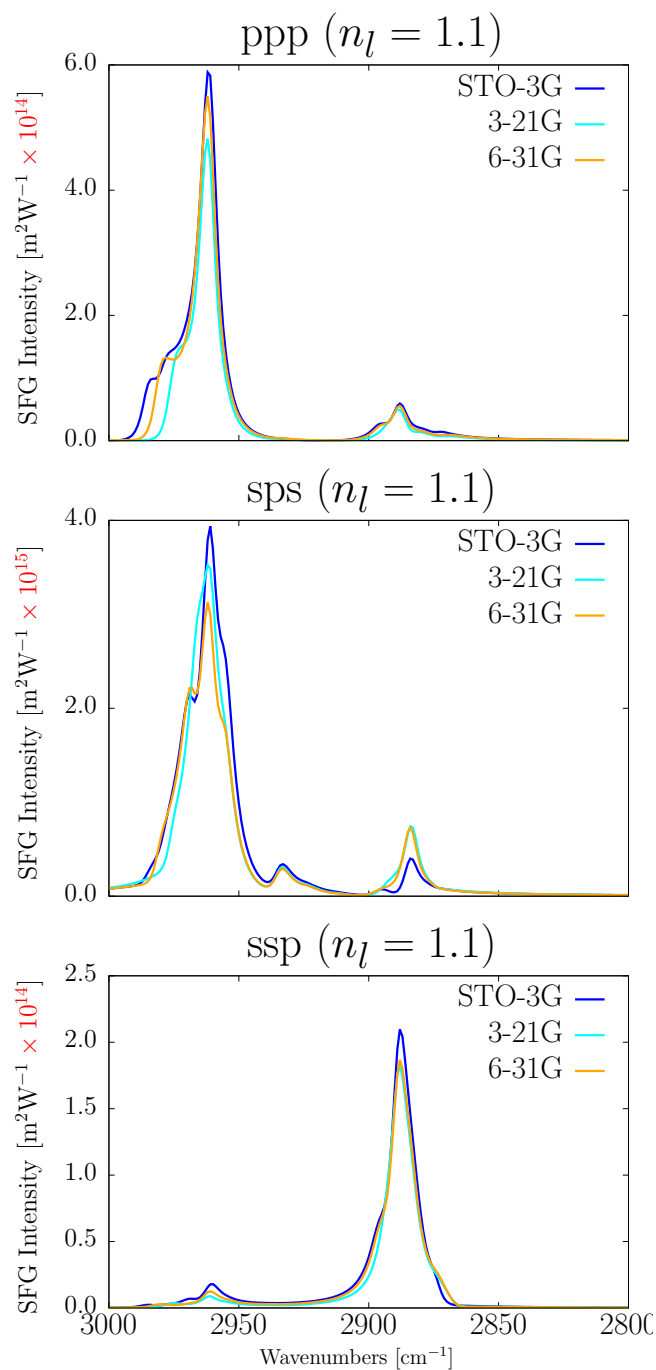 ppp (nₗ = 1.1)
SFG Intensity [m²W⁻¹ × 10¹⁴]
6.0
4.0
2.0
0.0
STO-3G
3-21G
6-31G
sps (nₗ = 1.1)
SFG Intensity [m²W⁻¹ × 10¹⁵]
4.0
2.0
0.0
STO-3G
3-21G
6-31G
ssp (nₗ = 1.1)
SFG Intensity [m²W⁻¹ × 10¹⁴]
2.5
2.0
1.5
1.0
0.5
0.0
STO-3G
3-21G
6-31G
3000 2950 2900 2850 2800
Wavenumbers [cm⁻¹]